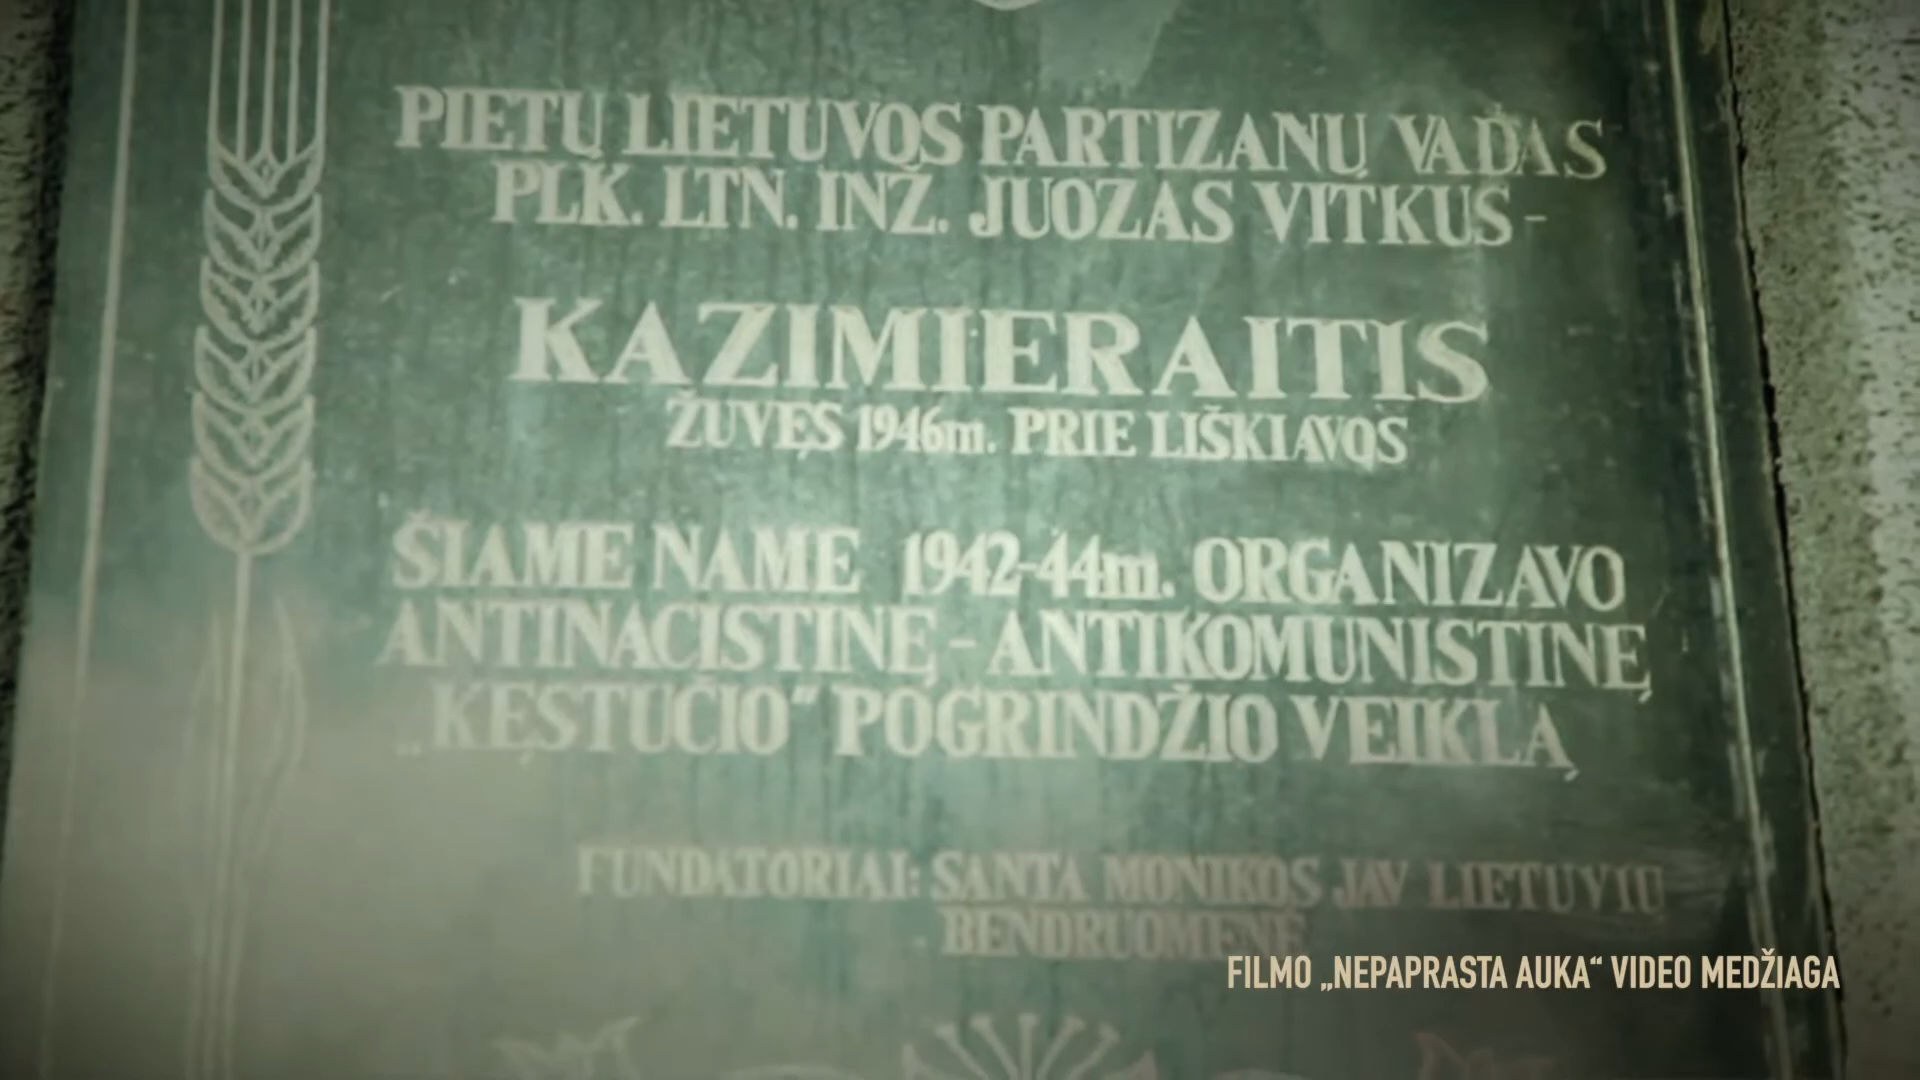 PIETŲ LIETUVOS PARTIZANŲ VADAS
PLK. LTN. INŽ. JUOZAS VITKUS -
KAZIMIERAITIS
ŽUVĘS 1946m. PRIE LIŠKIAVOS
ŠIAME NAME 1942-44m. ORGANIZAVO
ANTINACISTINĘ - ANTIKOMUNISTINĘ
„KĘSTUČIO" POGRINDŽIO VEIKLĄ
FUNDATORIAI: SANTA MONIKOS JAV LIETUVIŲ
BENDRUOMENĖ
FILMO „NEPAPRASTA AUKA“ VIDEO MEDŽIAGA